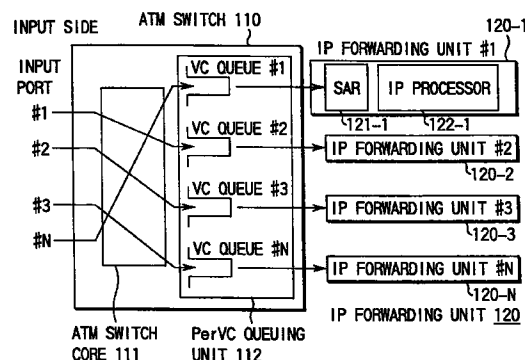 INPUT SIDE
ATM SWITCH 110
120-1
IP FORWARDING UNIT #1
INPUT
PORT
VC QUEUE #1
SAR
IP PROCESSOR
121-1
122-1
#1
VC QUEUE #2
IP FORWARDING UNIT #2
120-2
#2
VC QUEUE #3
#3
IP FORWARDING UNIT #3
120-3
#N
VC QUEUE #N
IP FORWARDING UNIT #N
120-N
ATM SWITCH
CORE 111
PerVC QUEUING
UNIT 112
IP FORWARDING UNIT 120